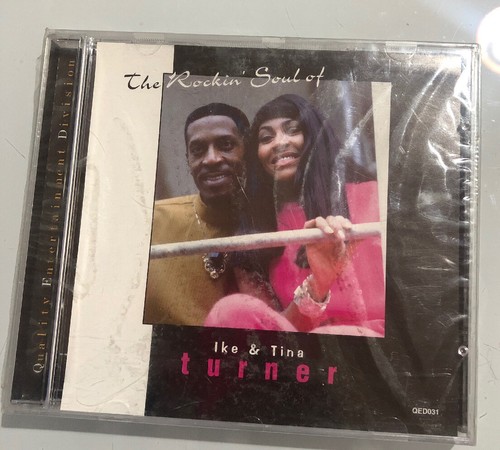 The Rockin' Soul of
Ike & Tina
turner
QED031
Quality Entertainment Division